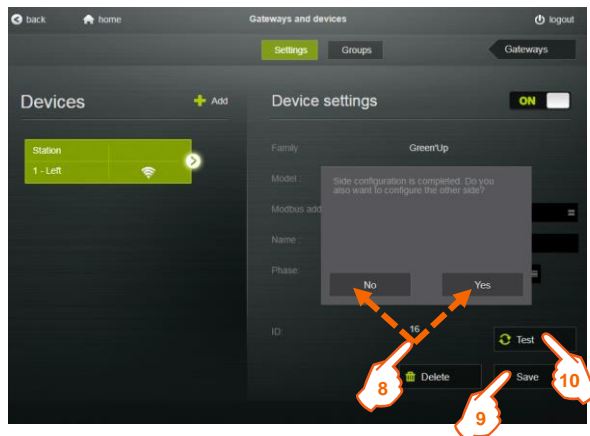 back home Gateways and devices logout
Settings Groups Gateways
Devices Add Device settings ON
Station
1 - Left
Family Green'Up
Model :
Side configuration is completed. Do you
also want to configure the other side?
Modbus add
Name :
Phase:
No Yes
ID: 16
Test
Delete Save
8
9
10